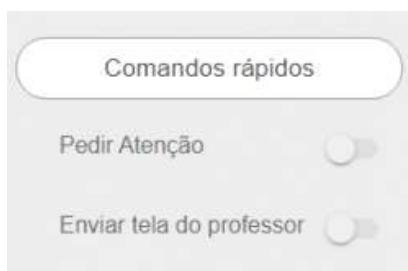 Comandos rápidos
Pedir Atenção
Enviar tela do professor